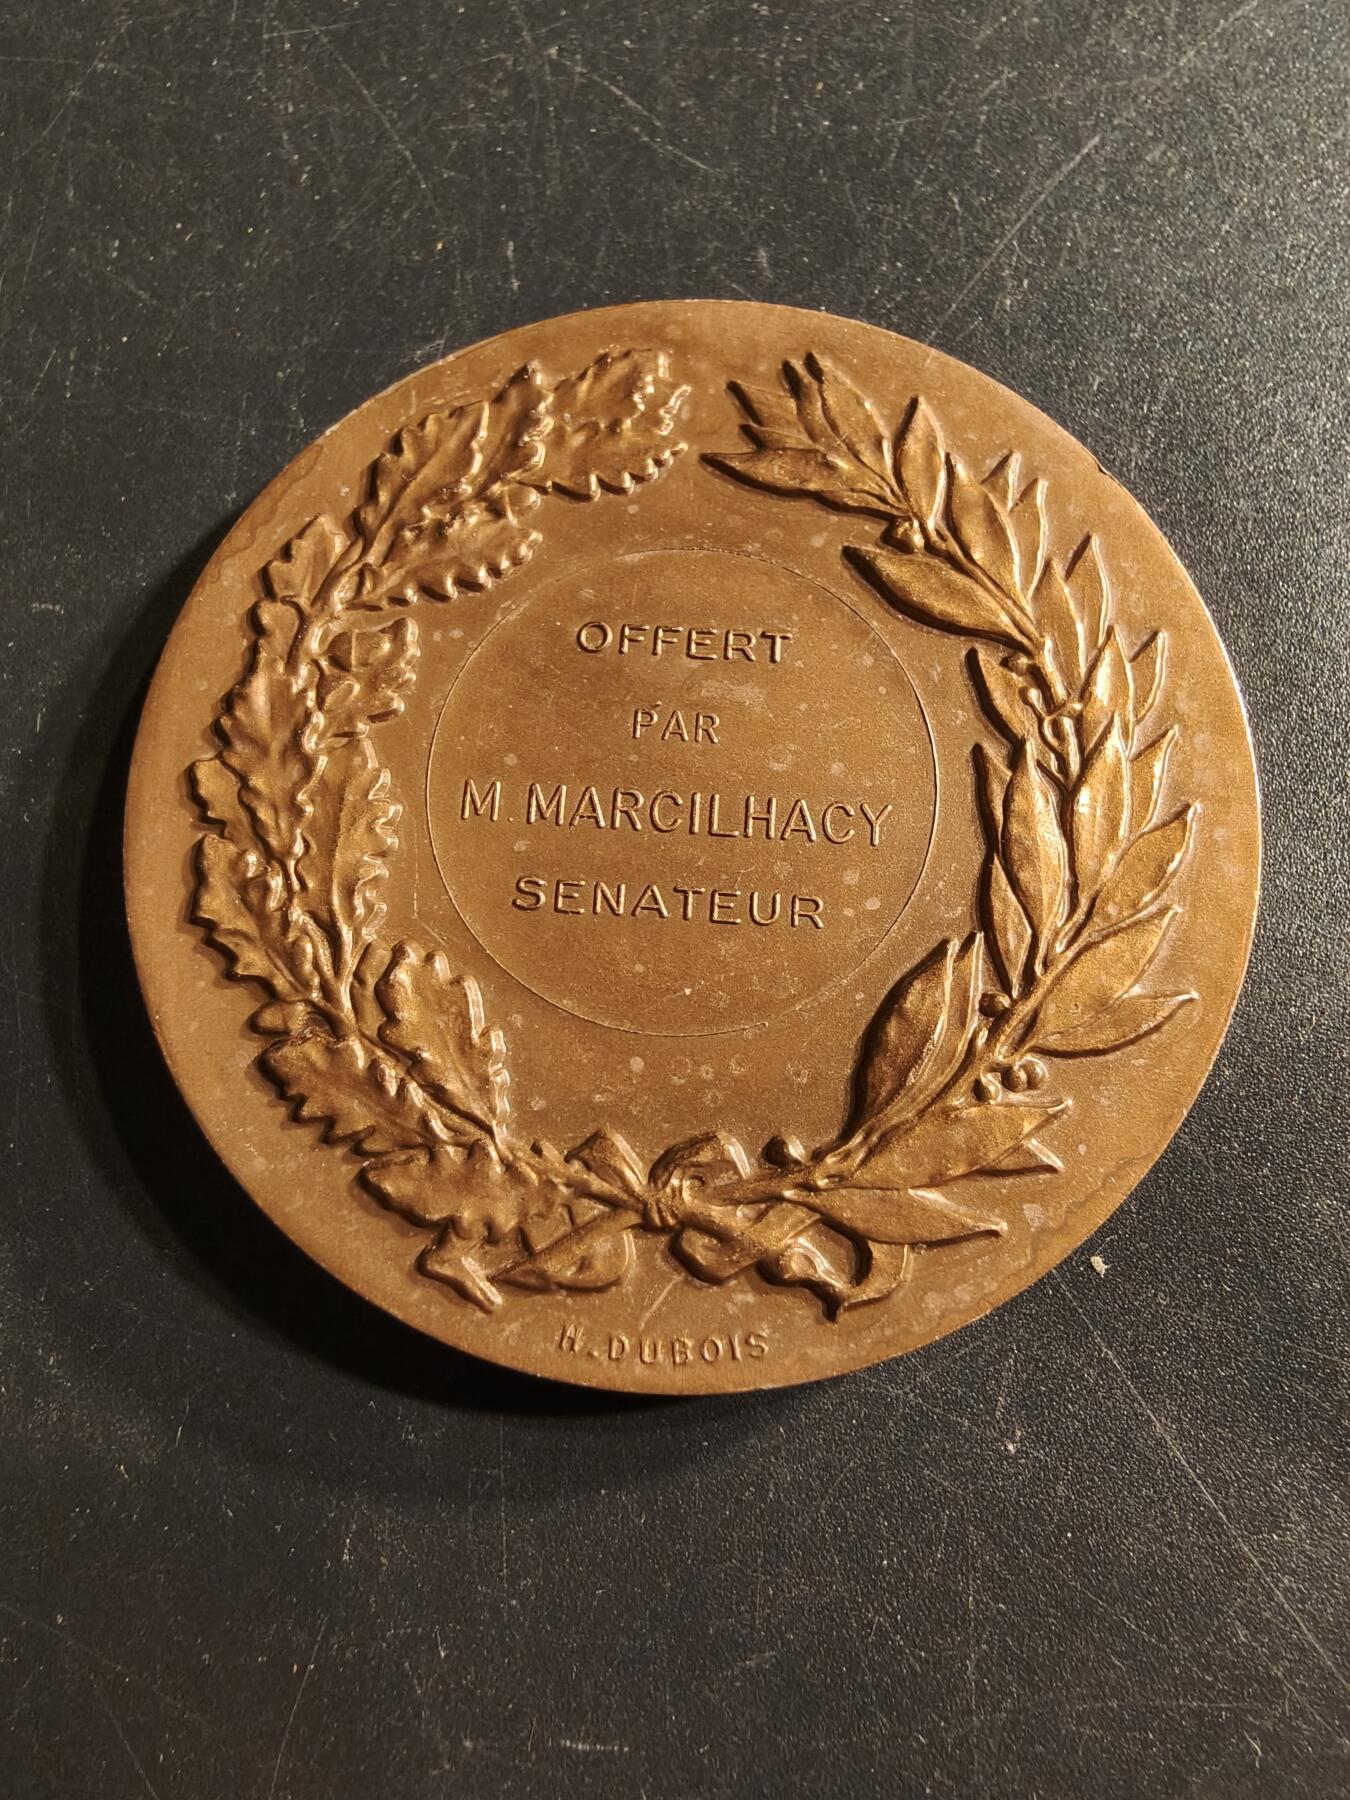 OFFERT
PAR
M. MARCILHACY
SENATEUR
H. DUBOIS